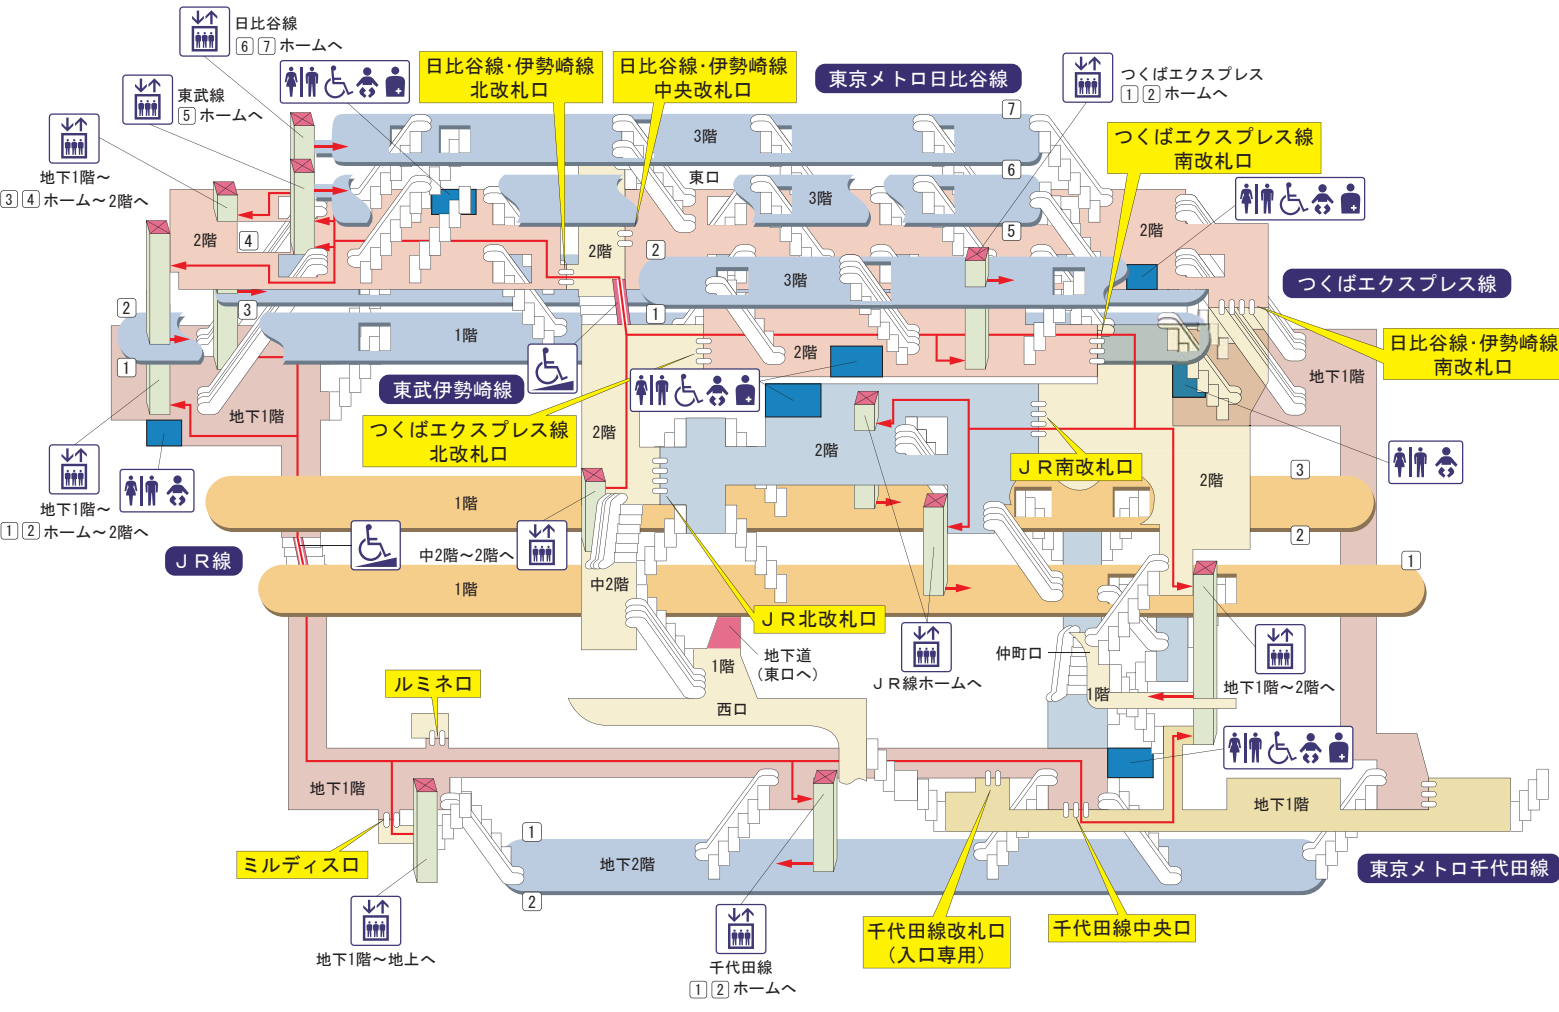 日比谷線
6 7 ホームへ
東武線
5 ホームへ
地下1階～
3 4 ホーム～2階へ
日比谷線・伊勢崎線
北改札口
日比谷線・伊勢崎線
中央改札口
東京メトロ日比谷線
つくばエクスプレス
1 2 ホームへ
つくばエクスプレス線
南改札口
7
3階
6
東口
3階
5
2階
4
2階
2階
2
3階
2階
つくばエクスプレス線
2
3
1
1階
日比谷線・伊勢崎線
南改札口
1
2階
地下1階
東武伊勢崎線
地下1階
つくばエクスプレス線
北改札口
2階
2階
JR南改札口
地下1階～
1 2 ホーム～2階へ
1階
3
2階
2
JR線
中2階～2階へ
1階
中2階
1
JR北改札口
地下道
(東口へ)
1階
JR線ホームへ
仲町口
1階
地下1階～2階へ
ルミネ口
西口
地下1階
地下1階
ミルディス口
1
地下2階
2
東京メトロ千代田線
地下1階～地上へ
千代田線
1 2 ホームへ
千代田線改札口
(入口専用)
千代田線中央口